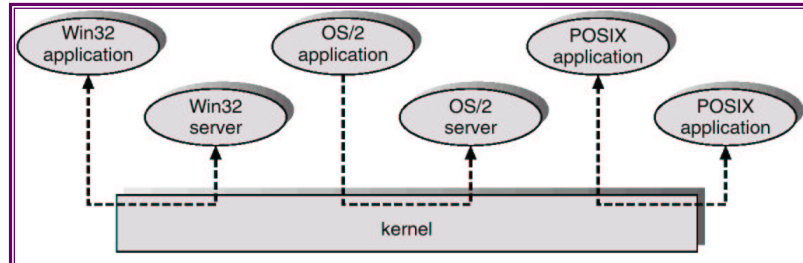 Win32
application
OS/2
application
POSIX
application
Win32
server
OS/2
server
POSIX
application
kernel